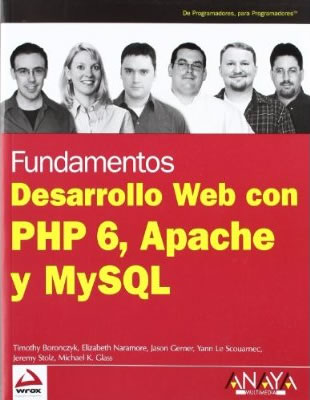 De Programadores, para Programadores™
Fundamentos
Desarrollo Web con
PHP 6, Apache
y MySQL
Timothy Boronczyk, Elizabeth Naramore, Jason Gerner, Yann Le Scouarnec,
Jeremy Stolz, Michael K. Glass
wrox
ANAYA
MULTIMEDIA